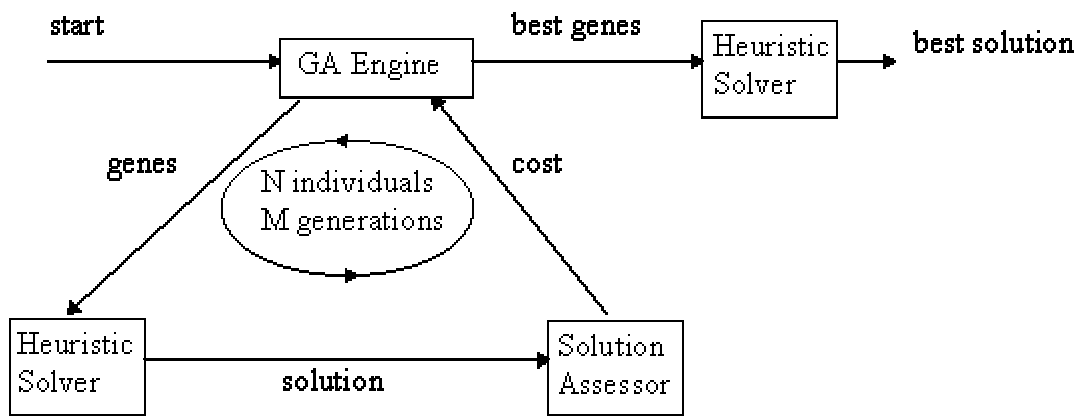 start
best genes
GA Engine
Heuristic
Solver
best solution
genes
N individuals
M generations
cost
Heuristic
Solver
solution
Solution
Assessor